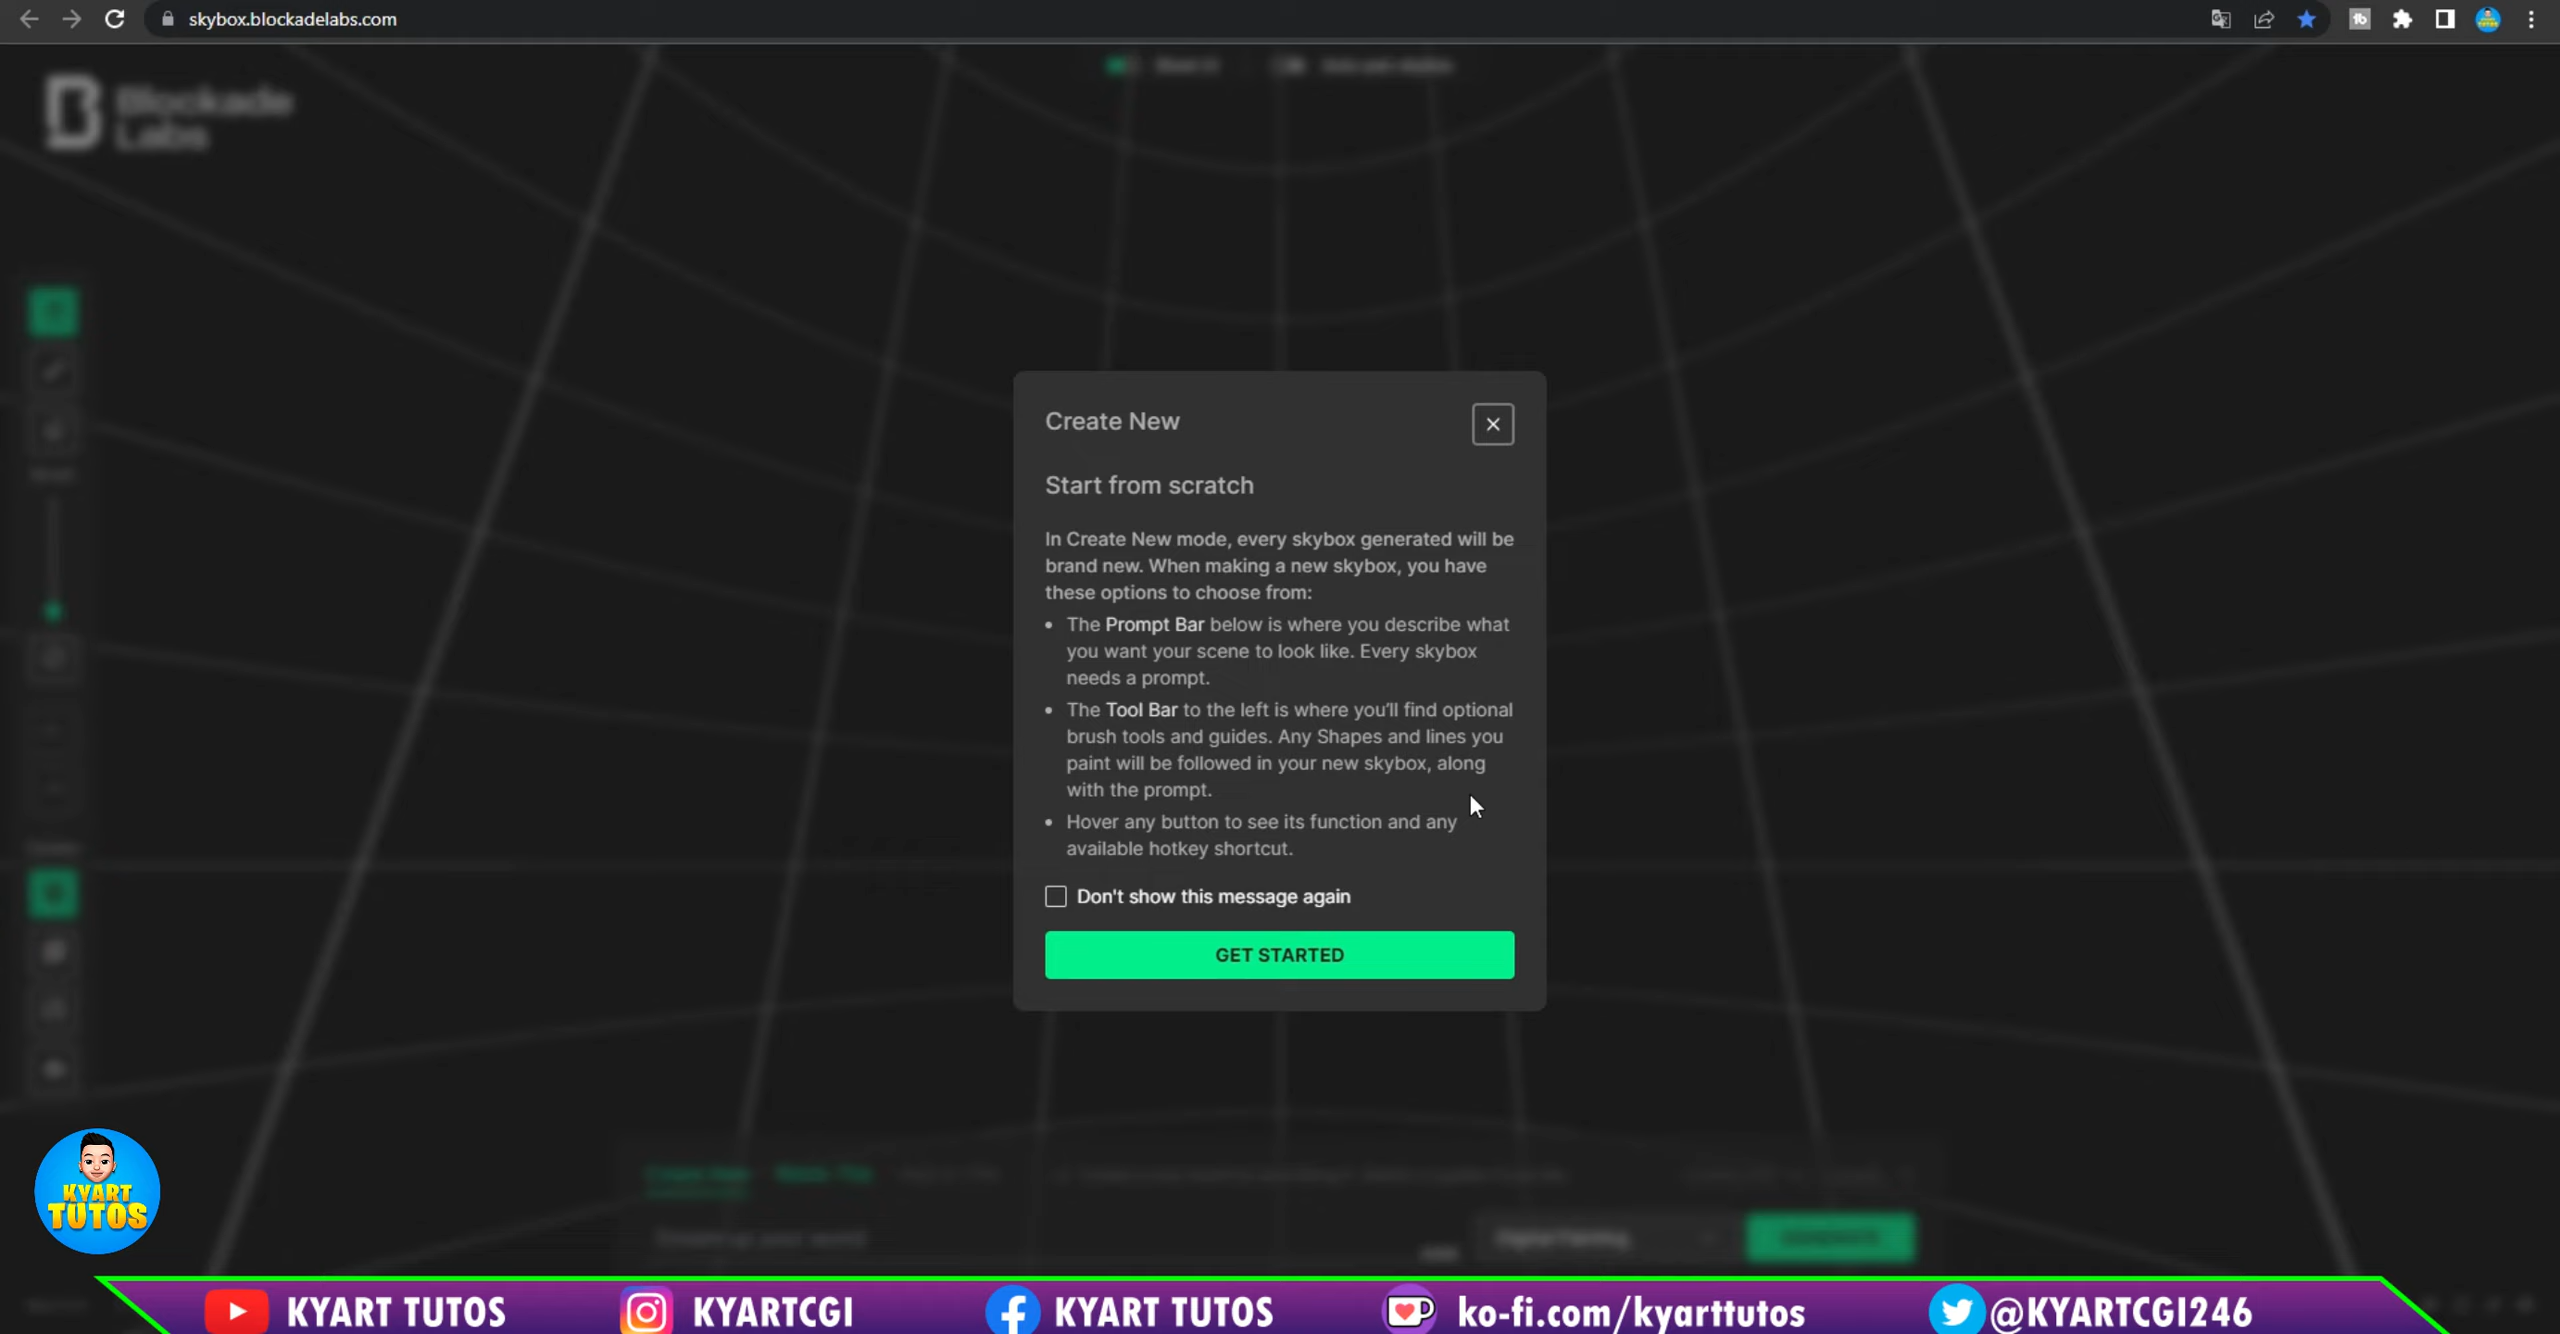 skybox.blockadelabs.com
Blockade
Labs
Create New
Start from scratch
In Create New mode, every skybox generated will be
brand new. When making a new skybox, you have
these options to choose from:
• The Prompt Bar below is where you describe what
you want your scene to look like. Every skybox
needs a prompt.
• The Tool Bar to the left is where you'll find optional
brush tools and guides. Any Shapes and lines you
paint will be followed in your new skybox, along
with the prompt.
• Hover any button to see its function and any
available hotkey shortcut.
Don't show this message again
GET STARTED
KYART
TUTOS
KYART TUTOS
KYARTCGI
KYART TUTOS
ko-fi.com/kyarttutos
@KYARTCGI246